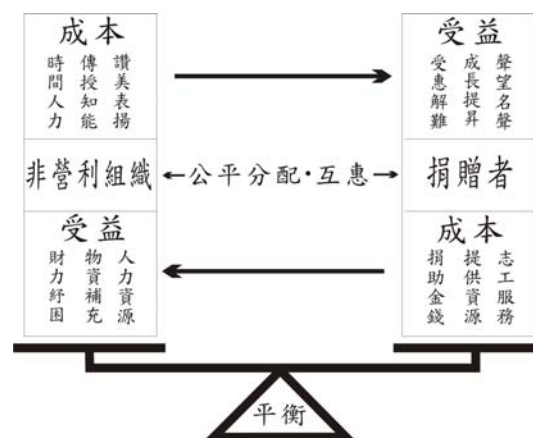 成本
時間人力
傳授知能
讚美表揚
非營利組織
受益
財力紓困
物資補充
人力資源
公平分配·互惠
受益
受惠解難
成長提昇
聲望名聲
捐贈者
成本
捐助金錢
提供資源
志工服務
平衡